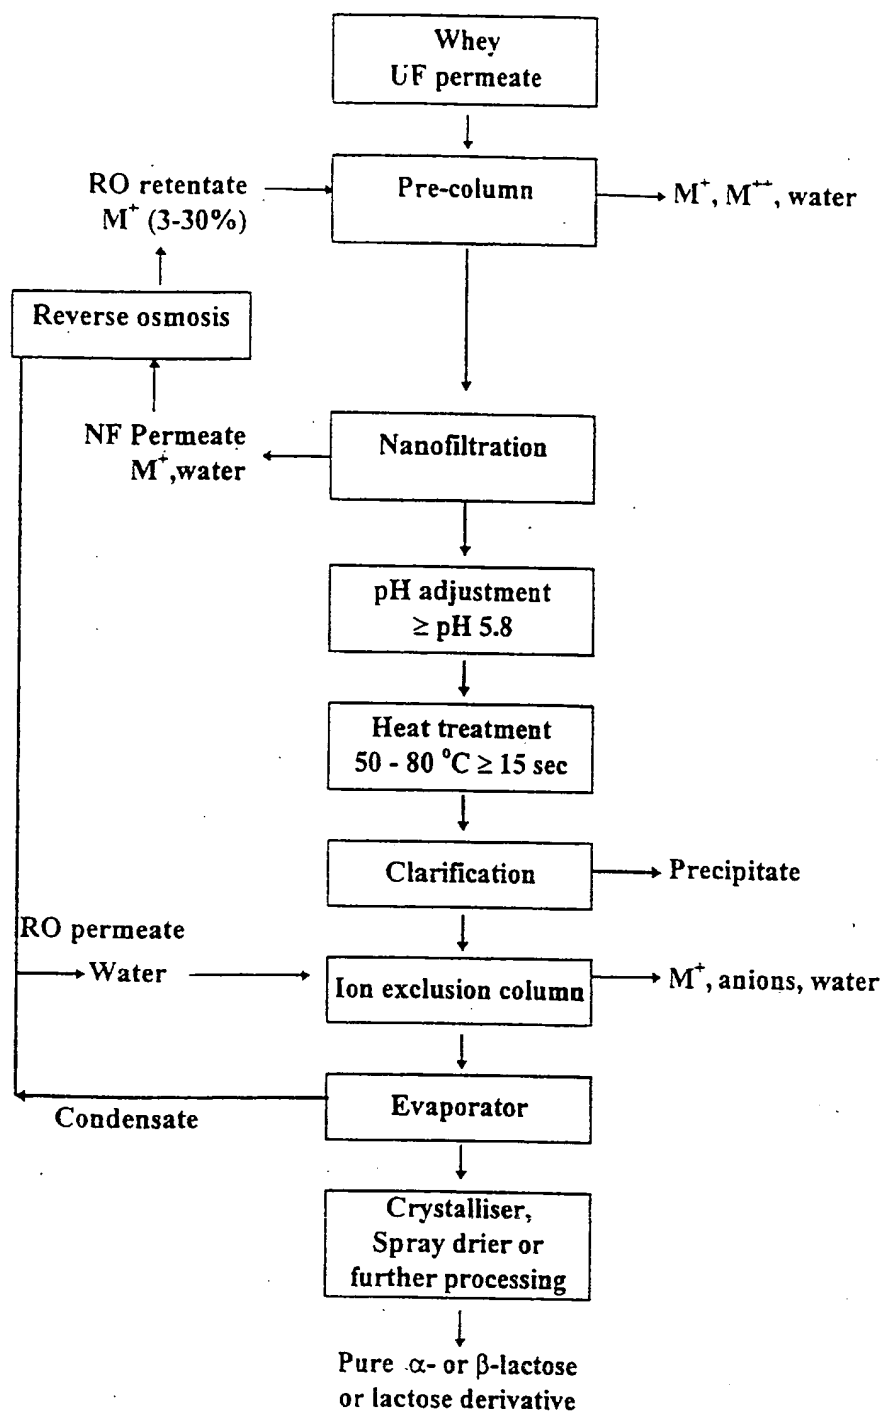 Whey
UF permeate
RO retentate
M⁺ (3-30%)
Pre-column
M⁺, M⁺⁺, water
Reverse osmosis
NF Permeate
M⁺,water
Nanofiltration
pH adjustment
≥ pH 5.8
Heat treatment
50 - 80 °C ≥ 15 sec
Clarification
Precipitate
RO permeate
Water
Ion exclusion column
M⁺, anions, water
Evaporator
Condensate
Crystalliser,
Spray drier or
further processing
Pure α- or β-lactose
or lactose derivative